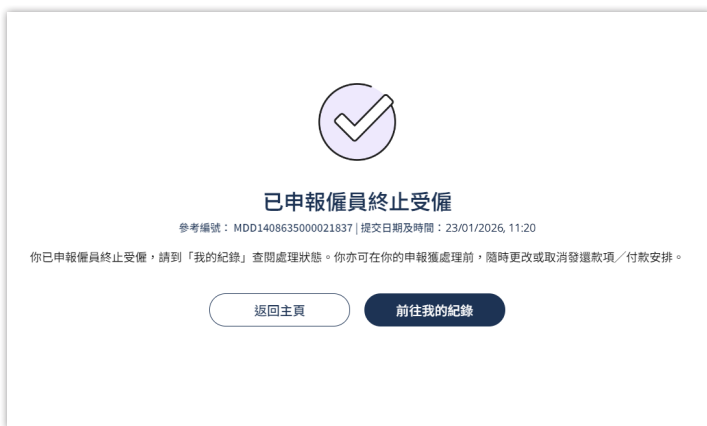 已申報僱員終止受僱
參考編號： MDD1408635000021837 | 提交日期及時間：23/01/2026, 11:20
你已申報僱員終止受僱，請到「我的紀錄」查閱處理狀態。你亦可在你的申報獲處理前，隨時更改或取消發還款項／付款安排。
返回主頁
前往我的紀錄